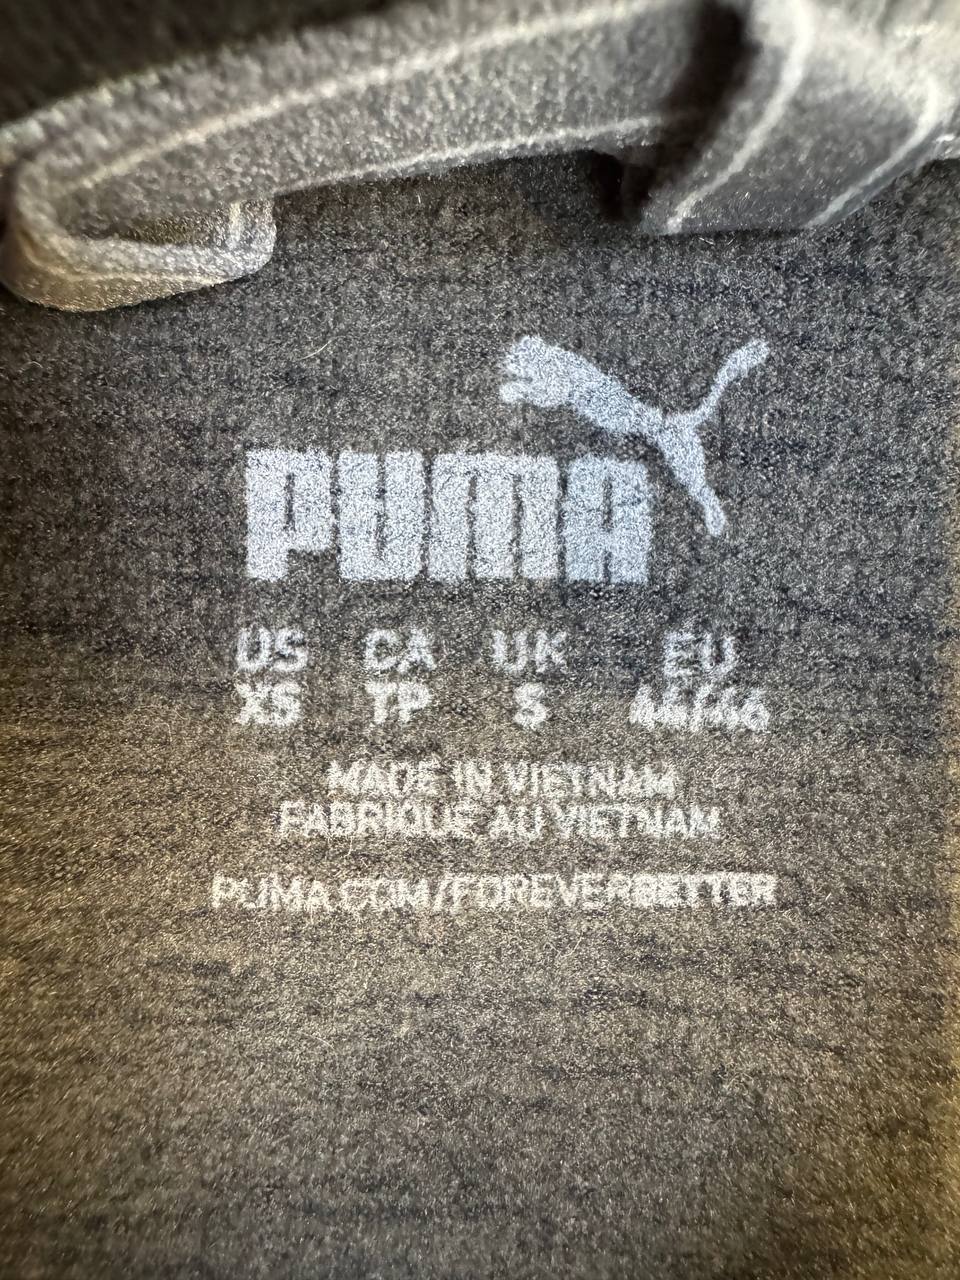 PUMA
US CA UK EU
XS TP S 44/46
MADE IN VIETNAM
FABRIQUÉ AU VIETNAM
PUMA.COM/FOREVERBETTER